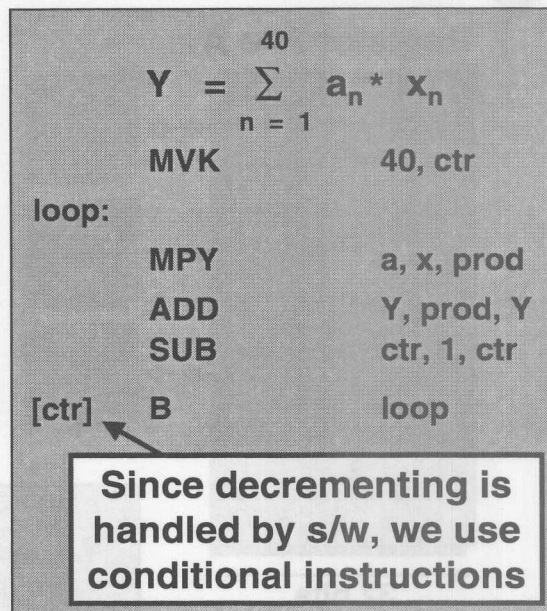 40
Y = Σ aₙ * xₙ
n = 1
MVK 40, ctr
loop:
MPY a, x, prod
ADD Y, prod, Y
SUB ctr, 1, ctr
[ctr] B loop
Since decrementing is
handled by s/w, we use
conditional instructions